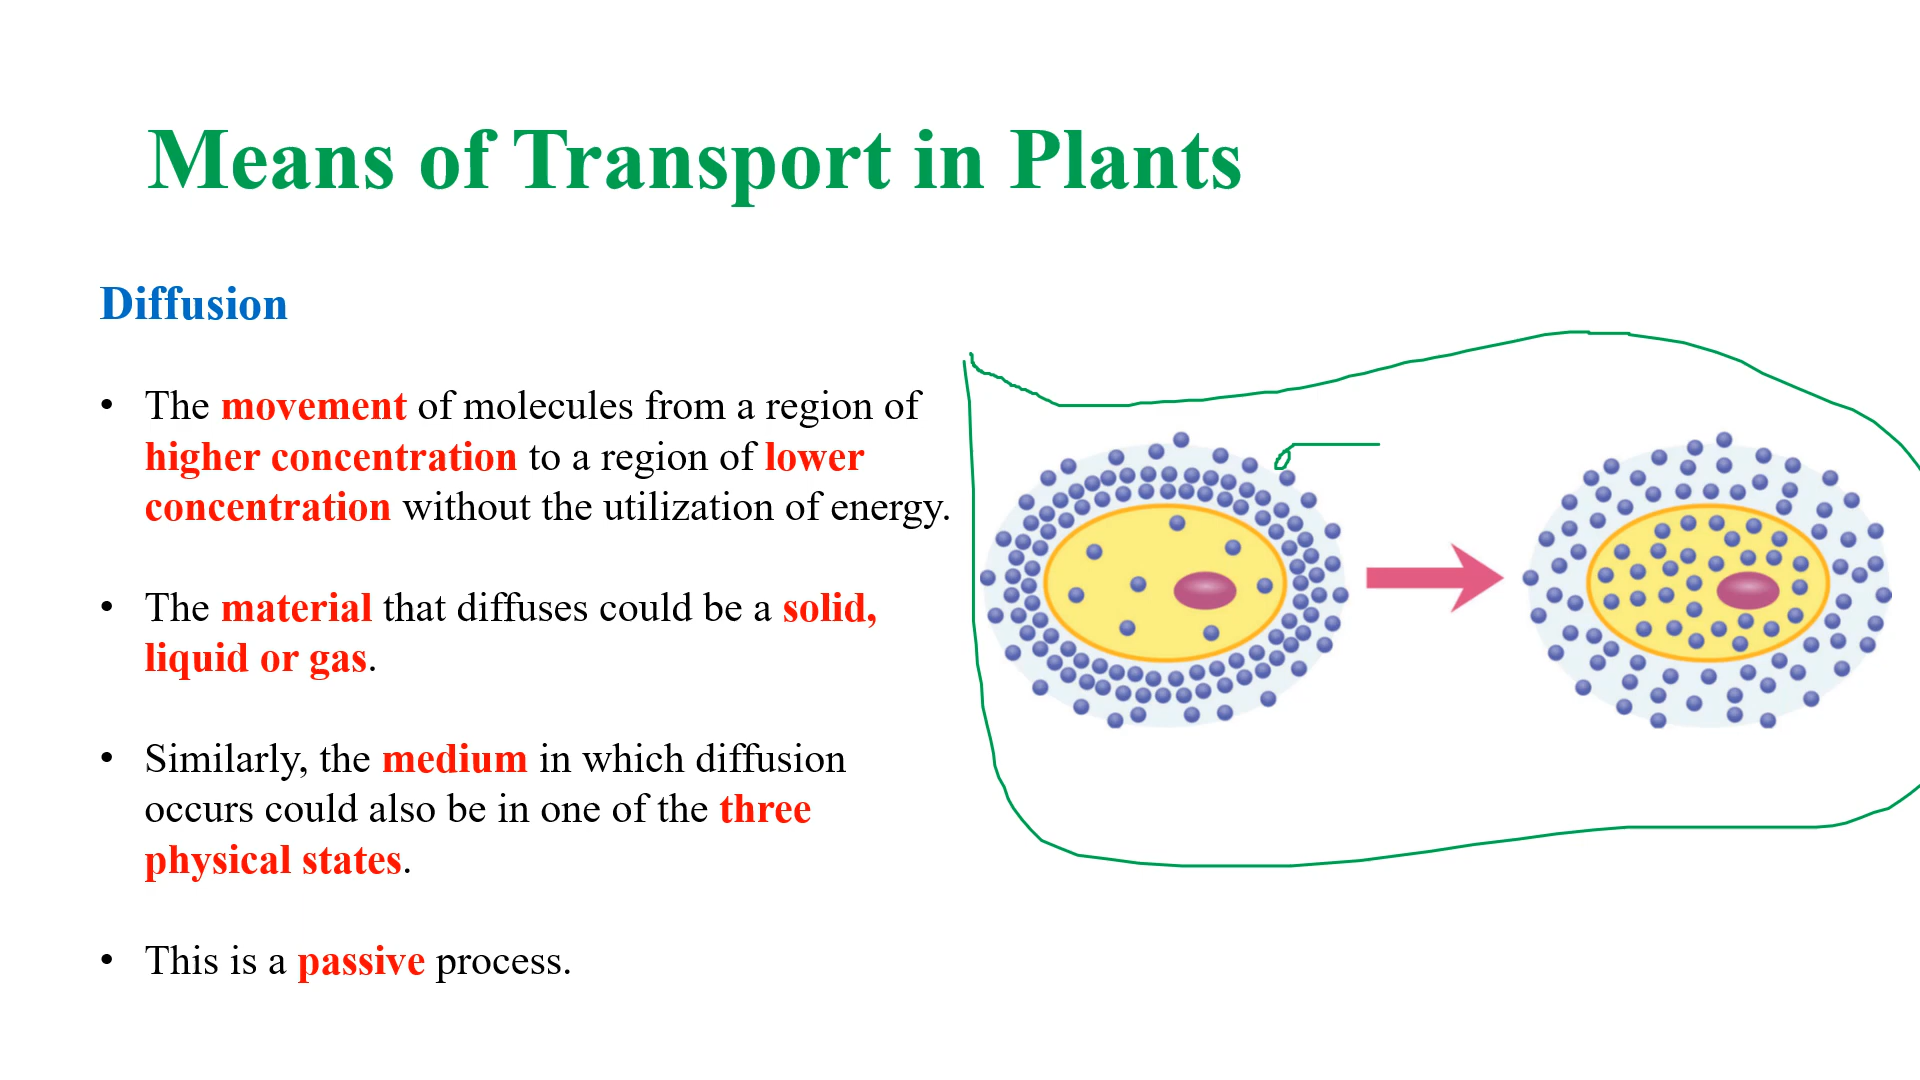 Means of Transport in Plants
Diffusion
• The movement of molecules from a region of
higher concentration to a region of lower
concentration without the utilization of energy.
• The material that diffuses could be a solid,
liquid or gas.
• Similarly, the medium in which diffusion
occurs could also be in one of the three
physical states.
• This is a passive process.